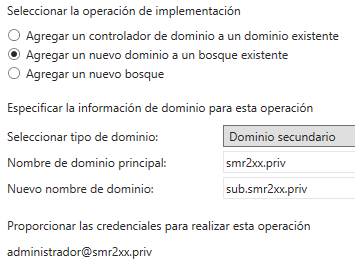 Seleccionar la operación de implementación
Agregar un controlador de dominio a un dominio existente
Agregar un nuevo dominio a un bosque existente
Agregar un nuevo bosque
Especificar la información de dominio para esta operación
Seleccionar tipo de dominio: Dominio secundario
Nombre de dominio principal: smr2xx.priv
Nuevo nombre de dominio: sub.smr2xx.priv
Proporcionar las credenciales para realizar esta operación
administrador@smr2xx.priv